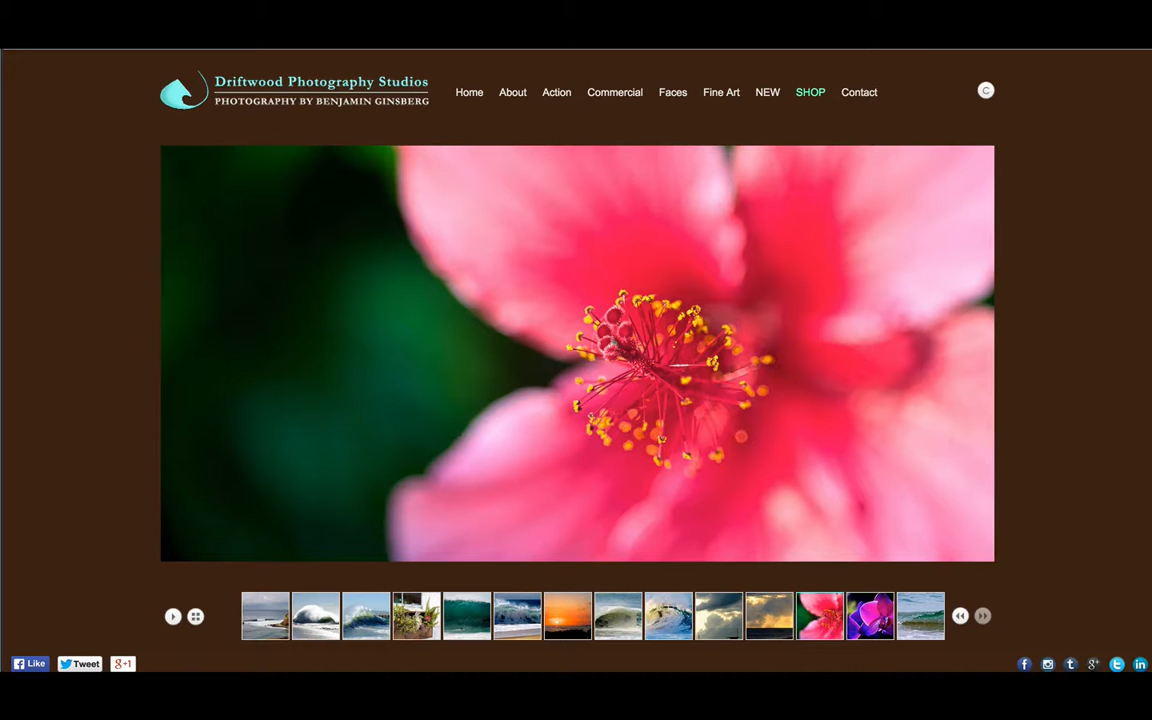 Driftwood Photography Studios
PHOTOGRAPHY BY BENJAMIN GINSBERG
Home About Action Commercial Faces Fine Art NEW SHOP Contact
C
Like Tweet g+1